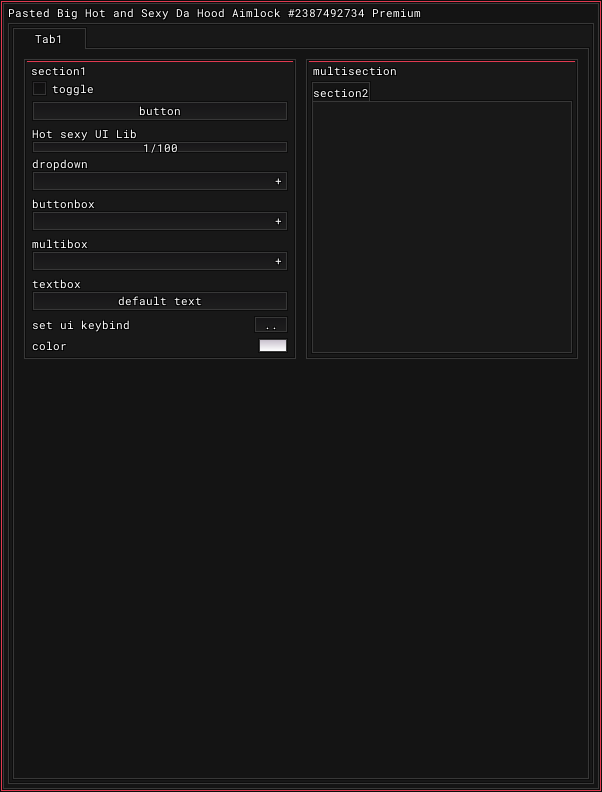 Pasted Big Hot and Sexy Da Hood Aimlock #2387492734 Premium
Tab1
section1
toggle
button
Hot sexy UI Lib
1/100
dropdown
+
buttonbox
+
multibox
+
textbox
default text
set ui keybind ..
color
multisection
section2